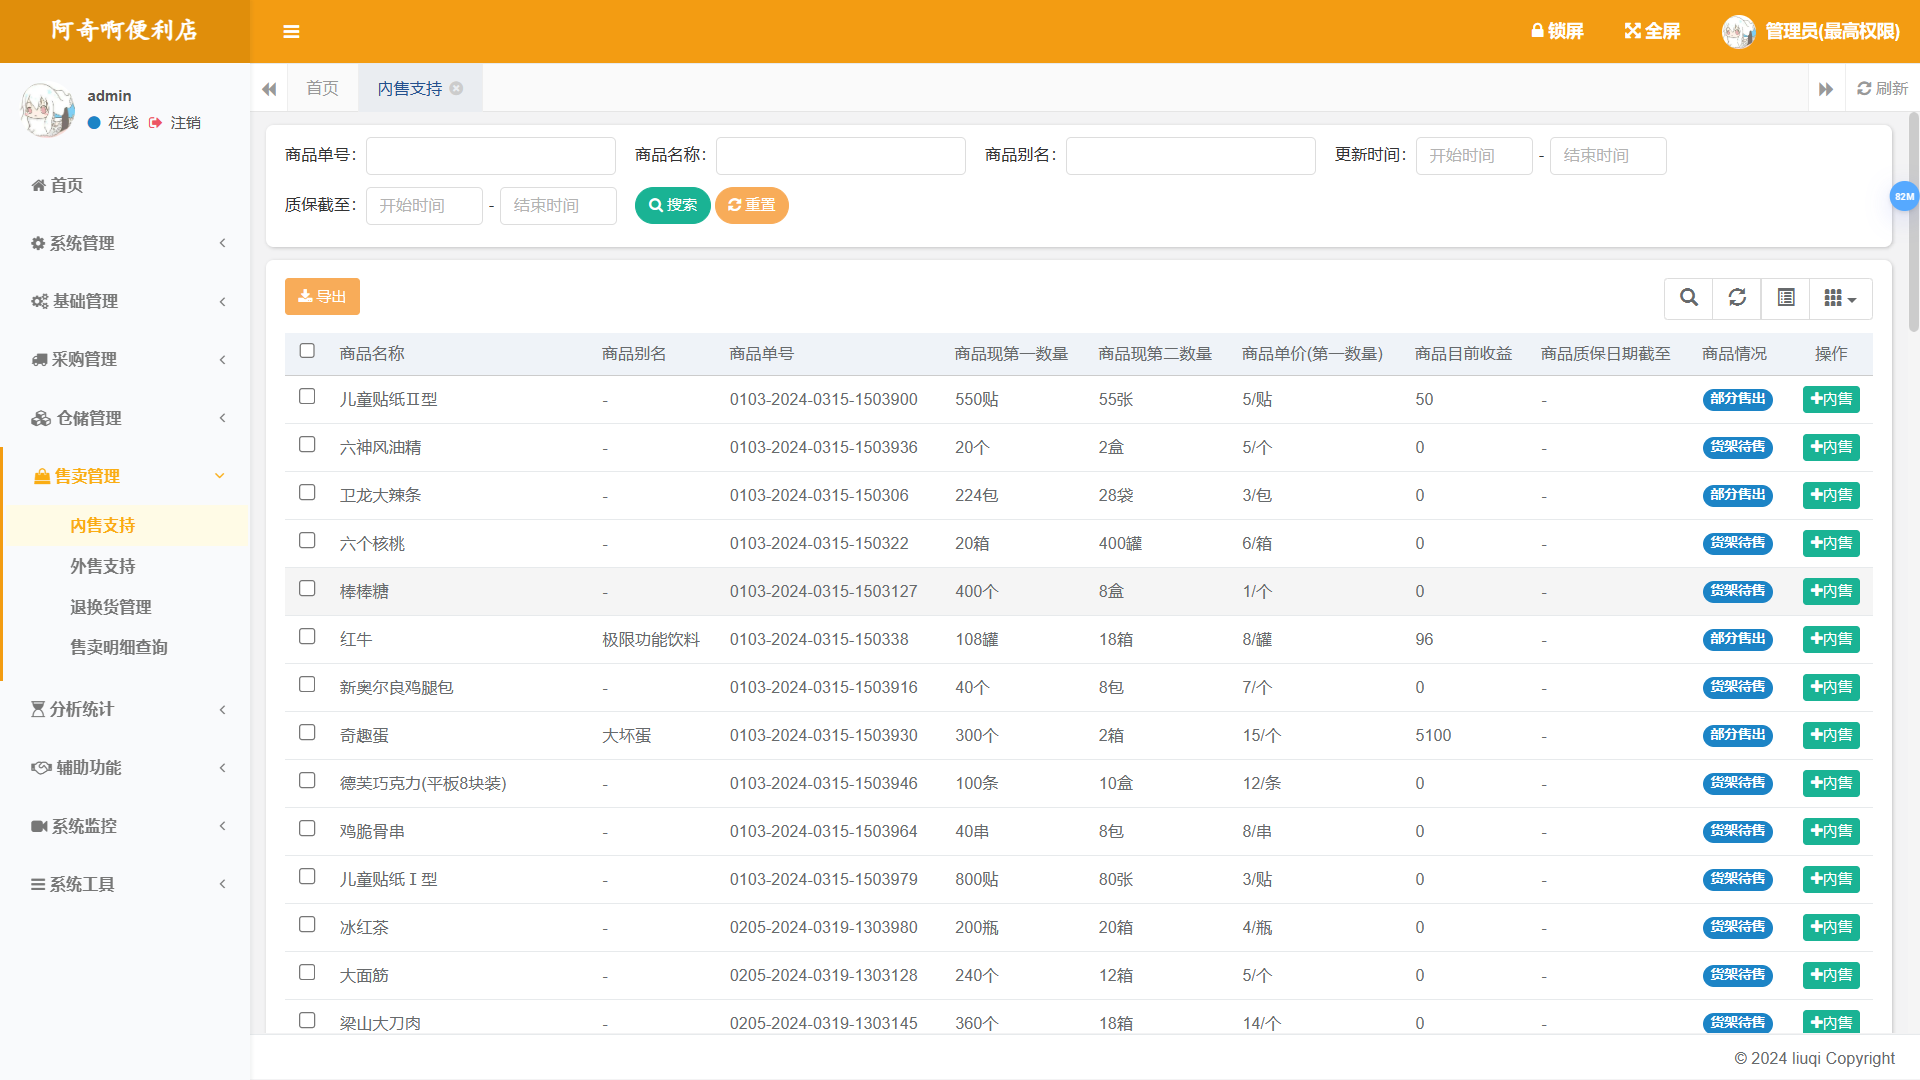 阿奇啊便利店
锁屏 全屏 管理员(最高权限)
admin
在线 注销
首页 内售支持 刷新
首页
系统管理
基础管理
采购管理
仓储管理
售卖管理
内售支持
外售支持
退换货管理
售卖明细查询
分析统计
辅助功能
系统监控
系统工具
商品单号： 商品名称： 商品别名： 更新时间： 开始时间 - 结束时间
质保截至： 开始时间 - 结束时间 搜索 重置
82M
导出
商品名称 商品别名 商品单号 商品现第一数量 商品现第二数量 商品单价(第一数量) 商品目前收益 商品质保日期截至 商品情况 操作
儿童贴纸Ⅱ型 - 0103-2024-0315-1503900 550贴 55张 5/贴 50 - 部分售出 内售
六神风油精 - 0103-2024-0315-1503936 20个 2盒 5/个 0 - 货架待售 内售
卫龙大辣条 - 0103-2024-0315-150306 224包 28袋 3/包 0 - 部分售出 内售
六个核桃 - 0103-2024-0315-150322 20箱 400罐 6/箱 0 - 货架待售 内售
棒棒糖 - 0103-2024-0315-1503127 400个 8盒 1/个 0 - 货架待售 内售
红牛 极限功能饮料 0103-2024-0315-150338 108罐 18箱 8/罐 96 - 部分售出 内售
新奥尔良鸡腿包 - 0103-2024-0315-1503916 40个 8包 7/个 0 - 货架待售 内售
奇趣蛋 大坏蛋 0103-2024-0315-1503930 300个 2箱 15/个 5100 - 部分售出 内售
德芙巧克力(平板8块装) - 0103-2024-0315-1503946 100条 10盒 12/条 0 - 货架待售 内售
鸡脆骨串 - 0103-2024-0315-1503964 40串 8包 8/串 0 - 货架待售 内售
儿童贴纸Ⅰ型 - 0103-2024-0315-1503979 800贴 80张 3/贴 0 - 货架待售 内售
冰红茶 - 0205-2024-0319-1303980 200瓶 20箱 4/瓶 0 - 货架待售 内售
大面筋 - 0205-2024-0319-1303128 240个 12箱 5/个 0 - 货架待售 内售
梁山大刀肉 - 0205-2024-0319-1303145 360个 18箱 14/个 0 - 货架待售 内售
© 2024 liuqi Copyright